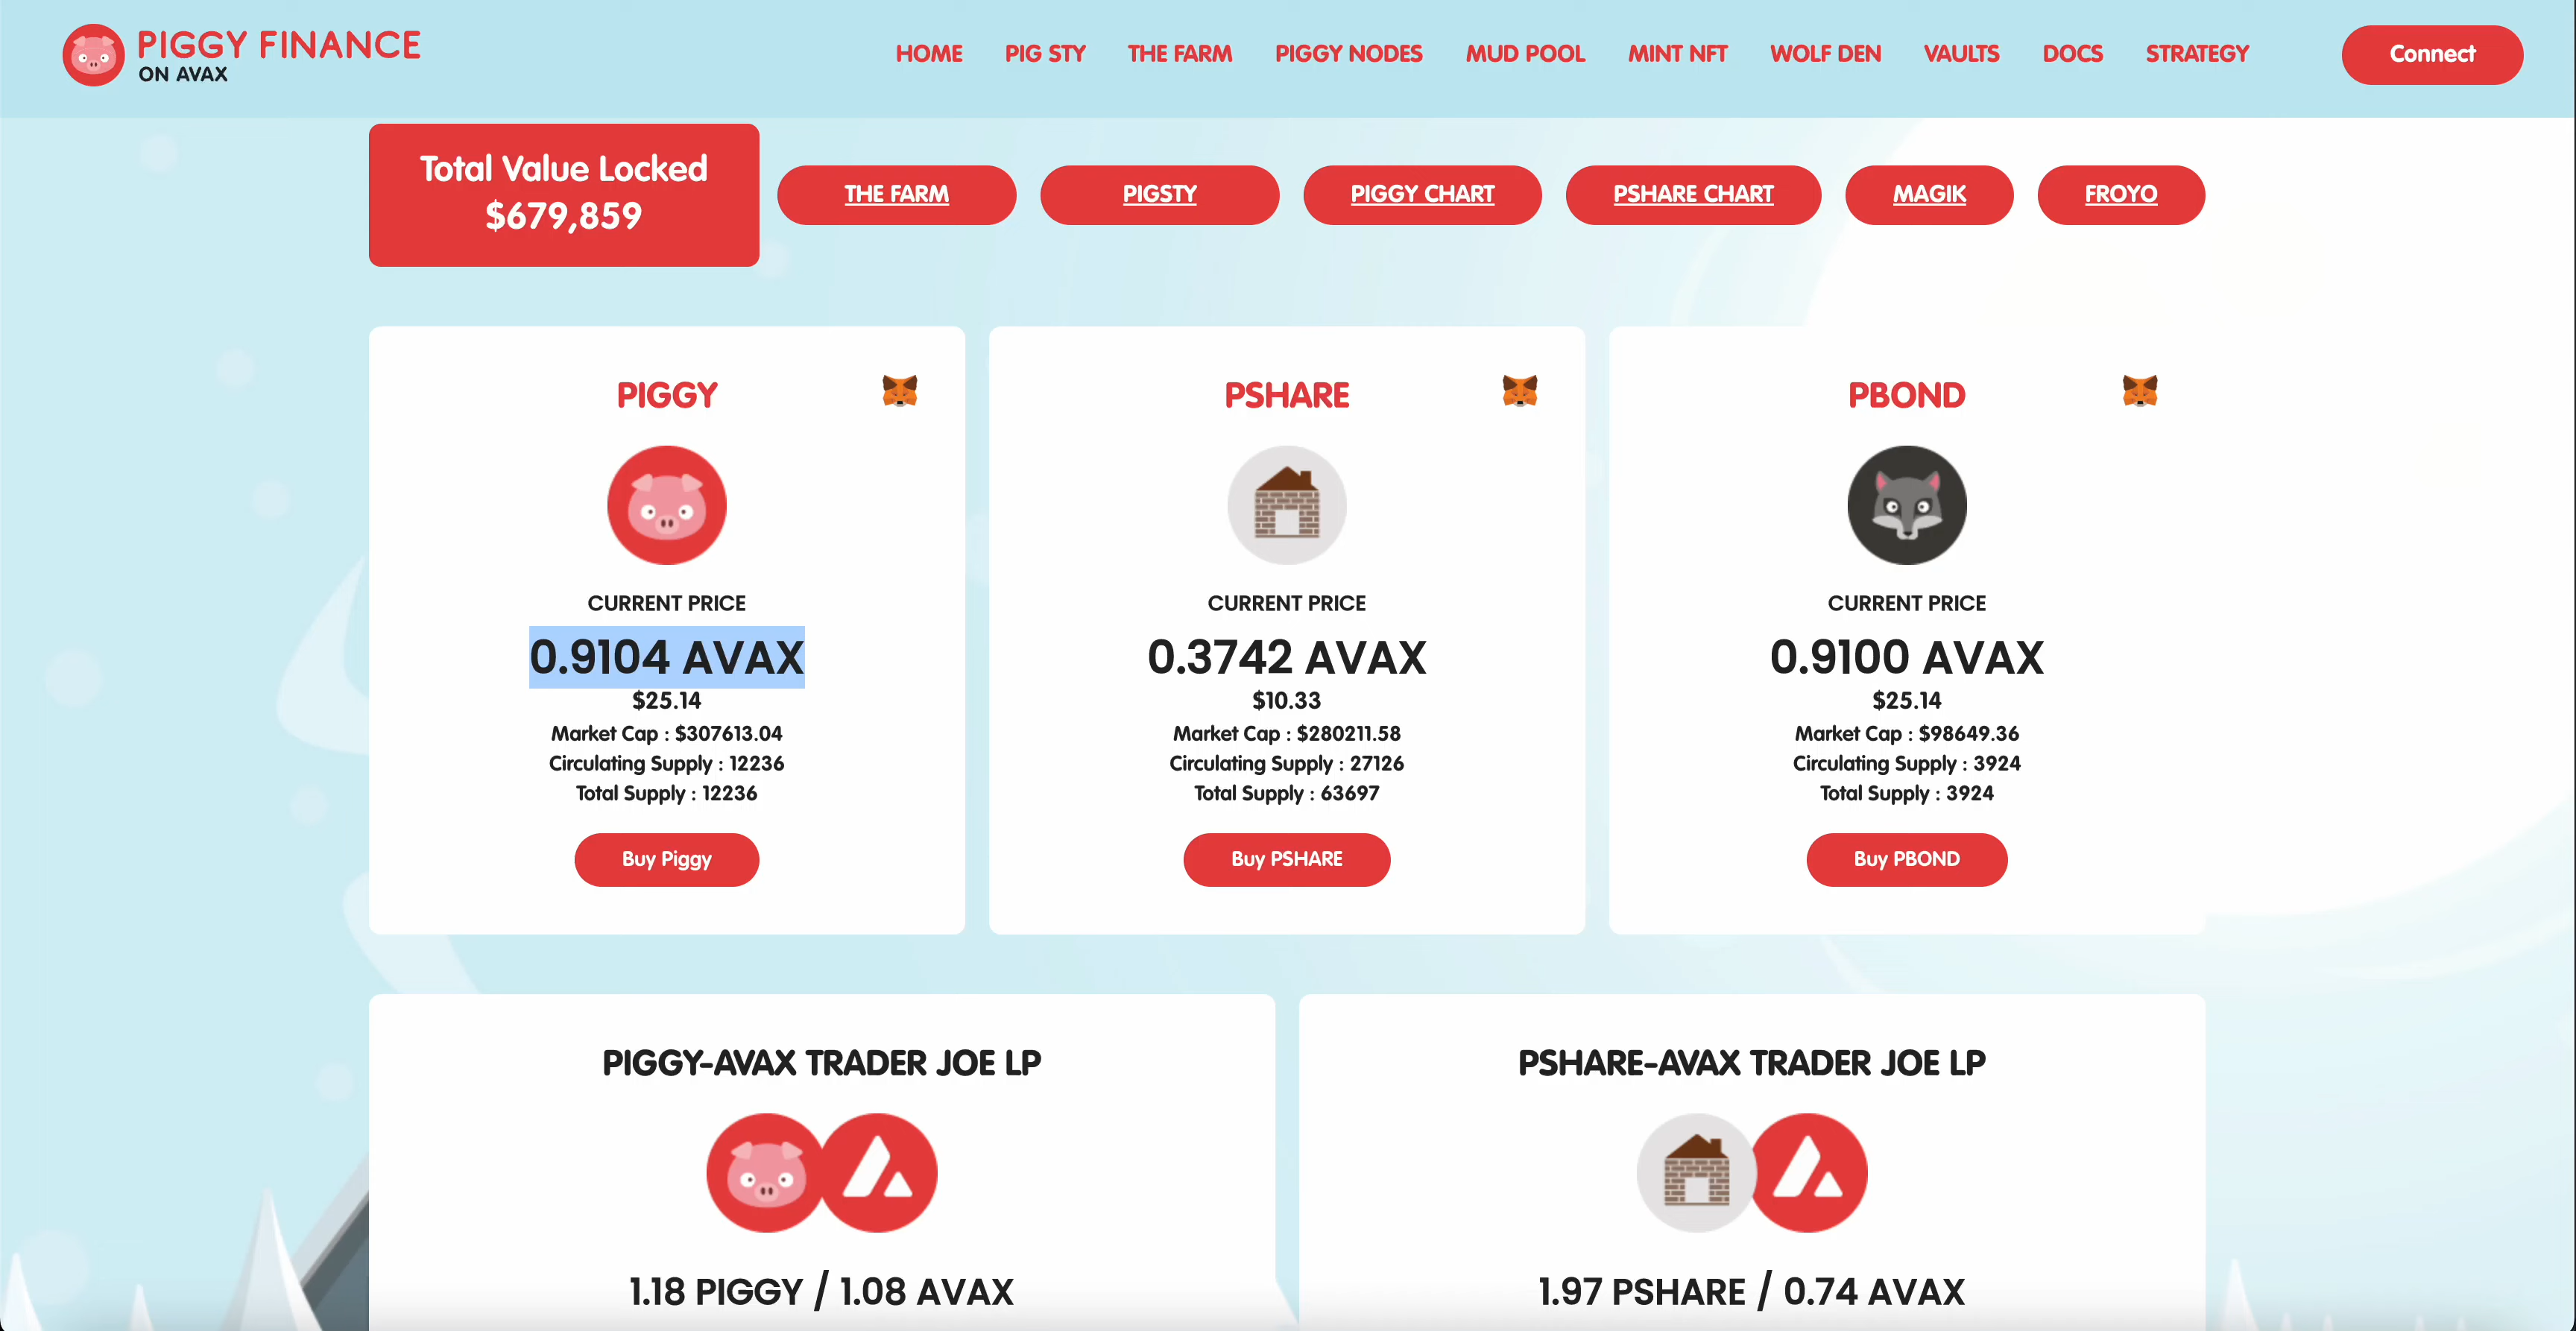 PIGGY FINANCE
ON AVAX
HOME PIG STY THE FARM PIGGY NODES MUD POOL MINT NFT WOLF DEN VAULTS DOCS STRATEGY Connect
Total Value Locked
$679,859
THE FARM PIGSTY PIGGY CHART PSHARE CHART MAGIK FROYO
PIGGY
CURRENT PRICE
0.9104 AVAX
$25.14
Market Cap : $307613.04
Circulating Supply : 12236
Total Supply : 12236
Buy Piggy
PSHARE
CURRENT PRICE
0.3742 AVAX
$10.33
Market Cap : $280211.58
Circulating Supply : 27126
Total Supply : 63697
Buy PSHARE
PBOND
CURRENT PRICE
0.9100 AVAX
$25.14
Market Cap : $98649.36
Circulating Supply : 3924
Total Supply : 3924
Buy PBOND
PIGGY-AVAX TRADER JOE LP
1.18 PIGGY / 1.08 AVAX
PSHARE-AVAX TRADER JOE LP
1.97 PSHARE / 0.74 AVAX